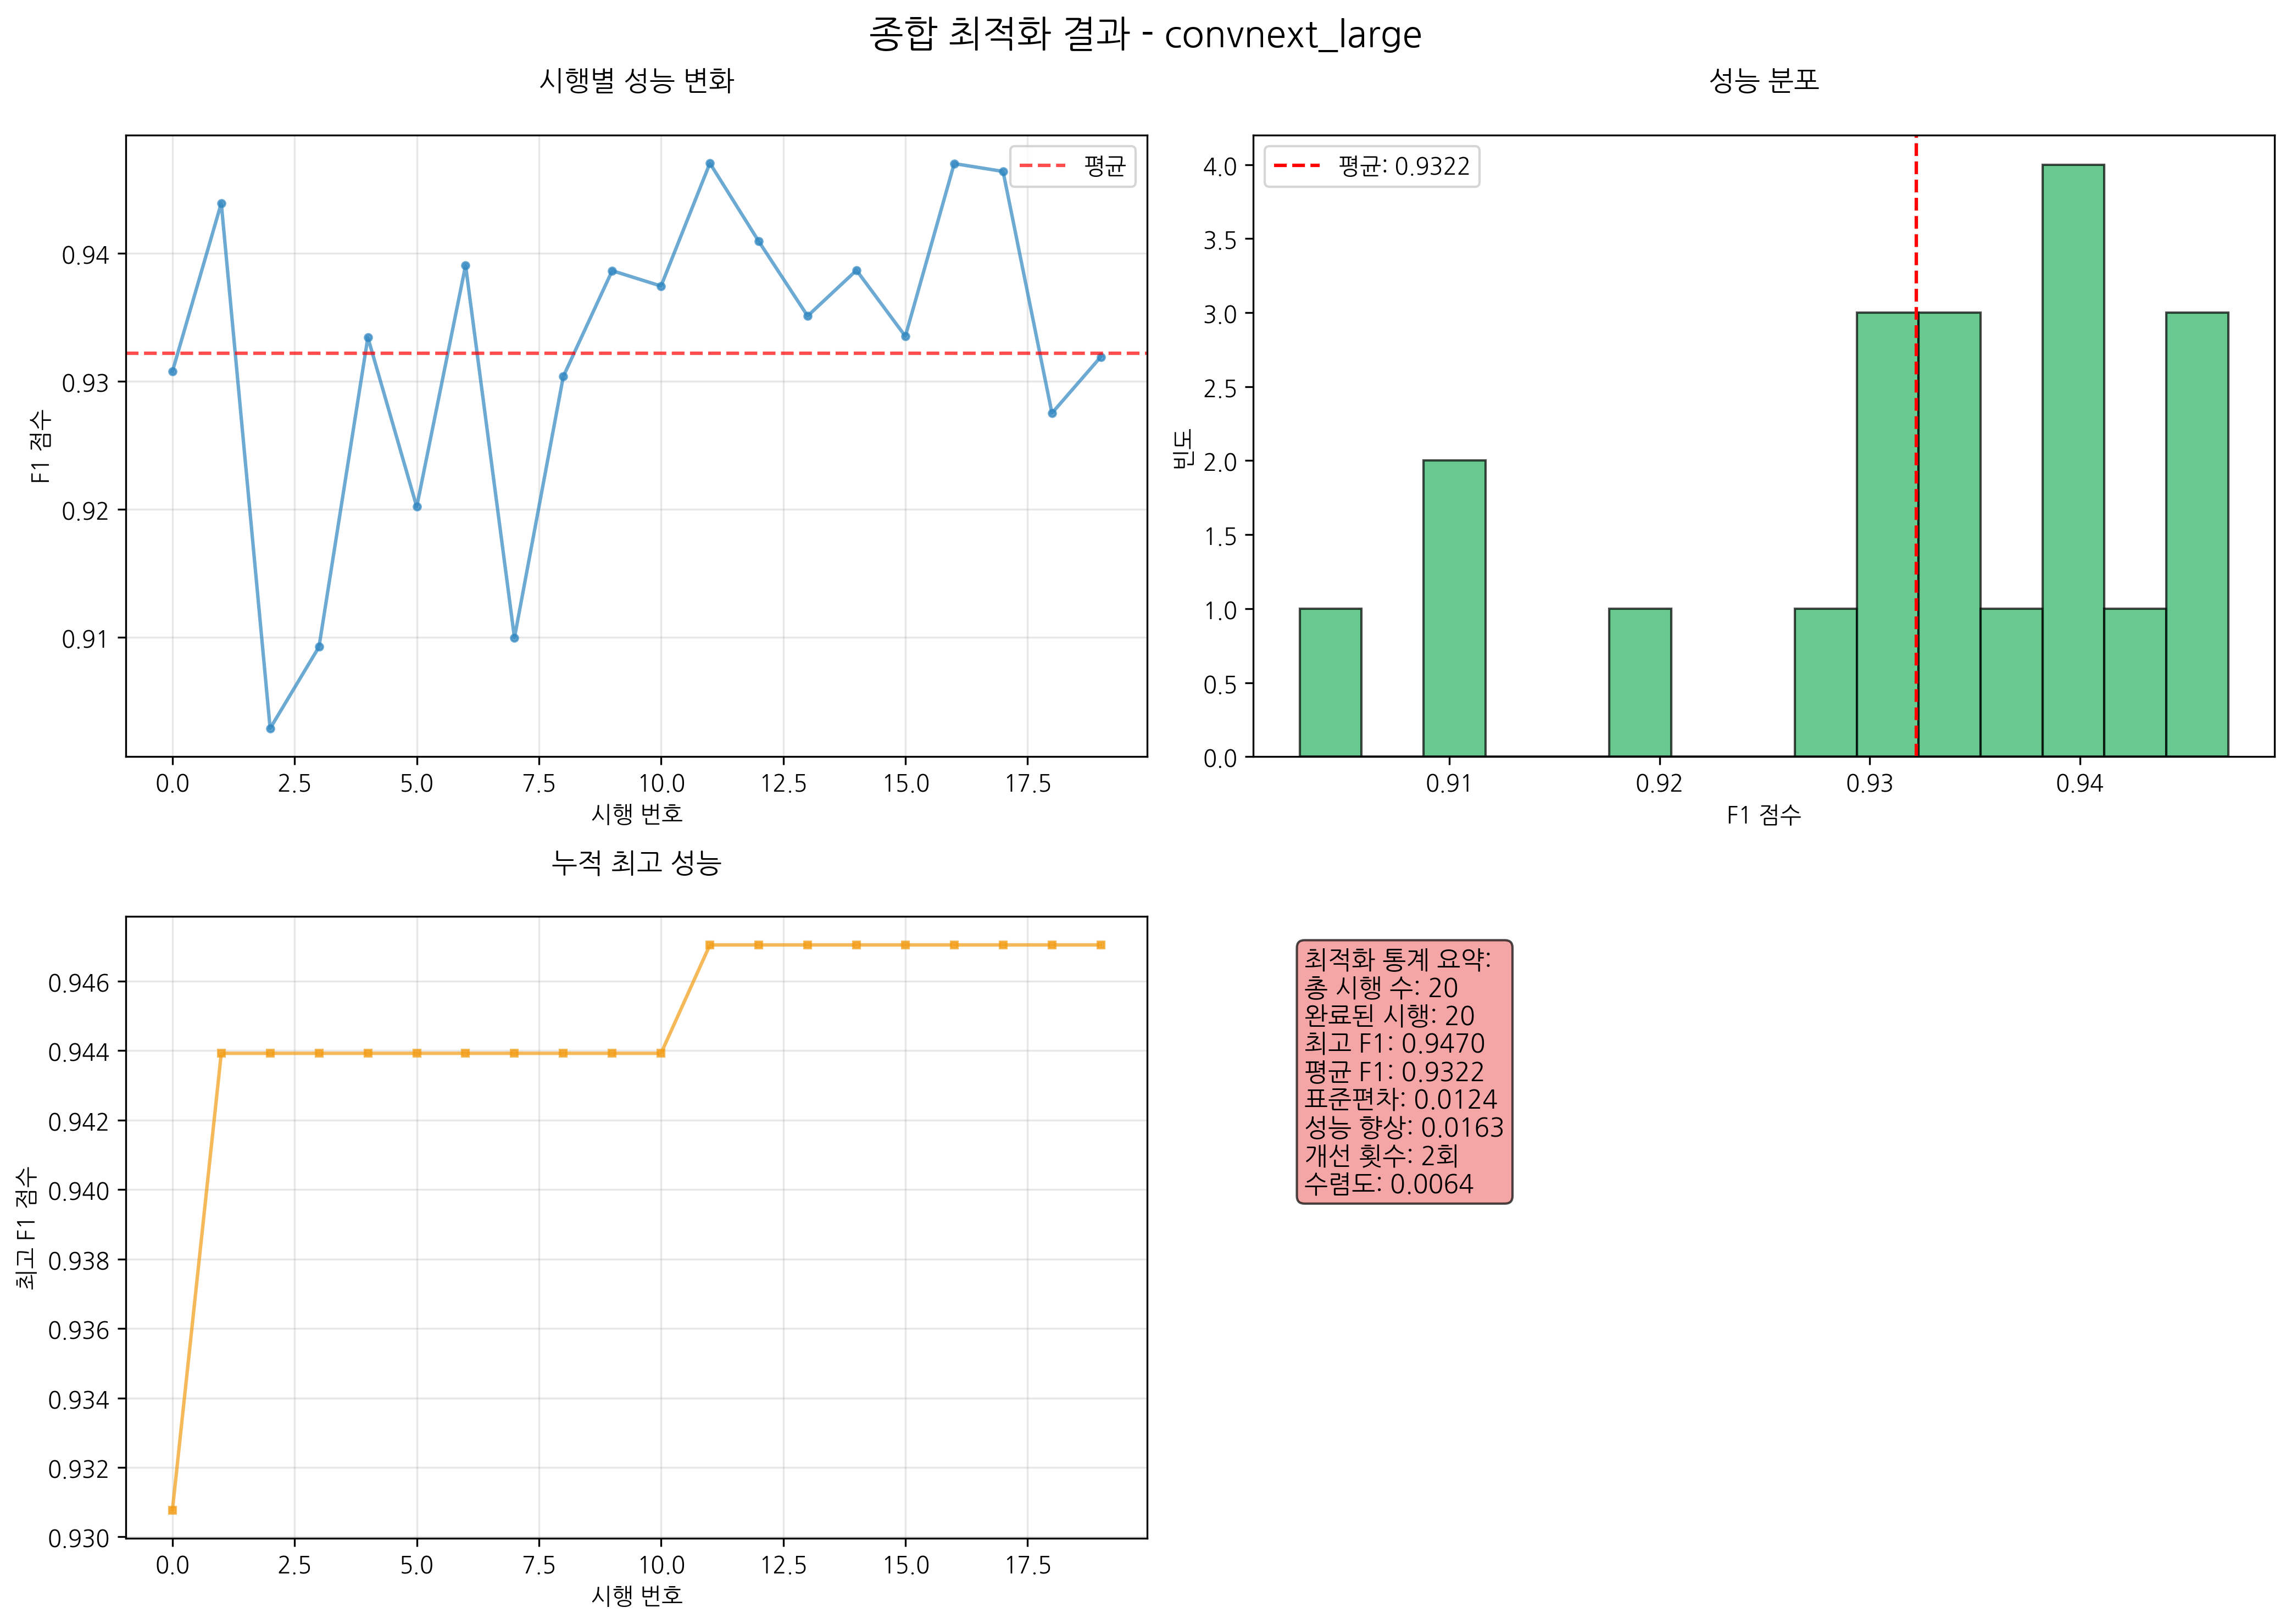 종합 최적화 결과 - convnext_large
시행별 성능 변화
평균
0.94
0.93
0.92
0.91
F1 점수
0.0 2.5 5.0 7.5 10.0 12.5 15.0 17.5
시행 번호
성능 분포
평균: 0.9322
4.0
3.5
3.0
2.5
2.0
1.5
1.0
0.5
0.0
빈도
0.91 0.92 0.93 0.94
F1 점수
누적 최고 성능
0.946
0.944
0.942
0.940
0.938
0.936
0.934
0.932
0.930
최고 F1 점수
0.0 2.5 5.0 7.5 10.0 12.5 15.0 17.5
시행 번호
최적화 통계 요약:
총 시행 수: 20
완료된 시행: 20
최고 F1: 0.9470
평균 F1: 0.9322
표준편차: 0.0124
성능 향상: 0.0163
개선 횟수: 2회
수렴도: 0.0064